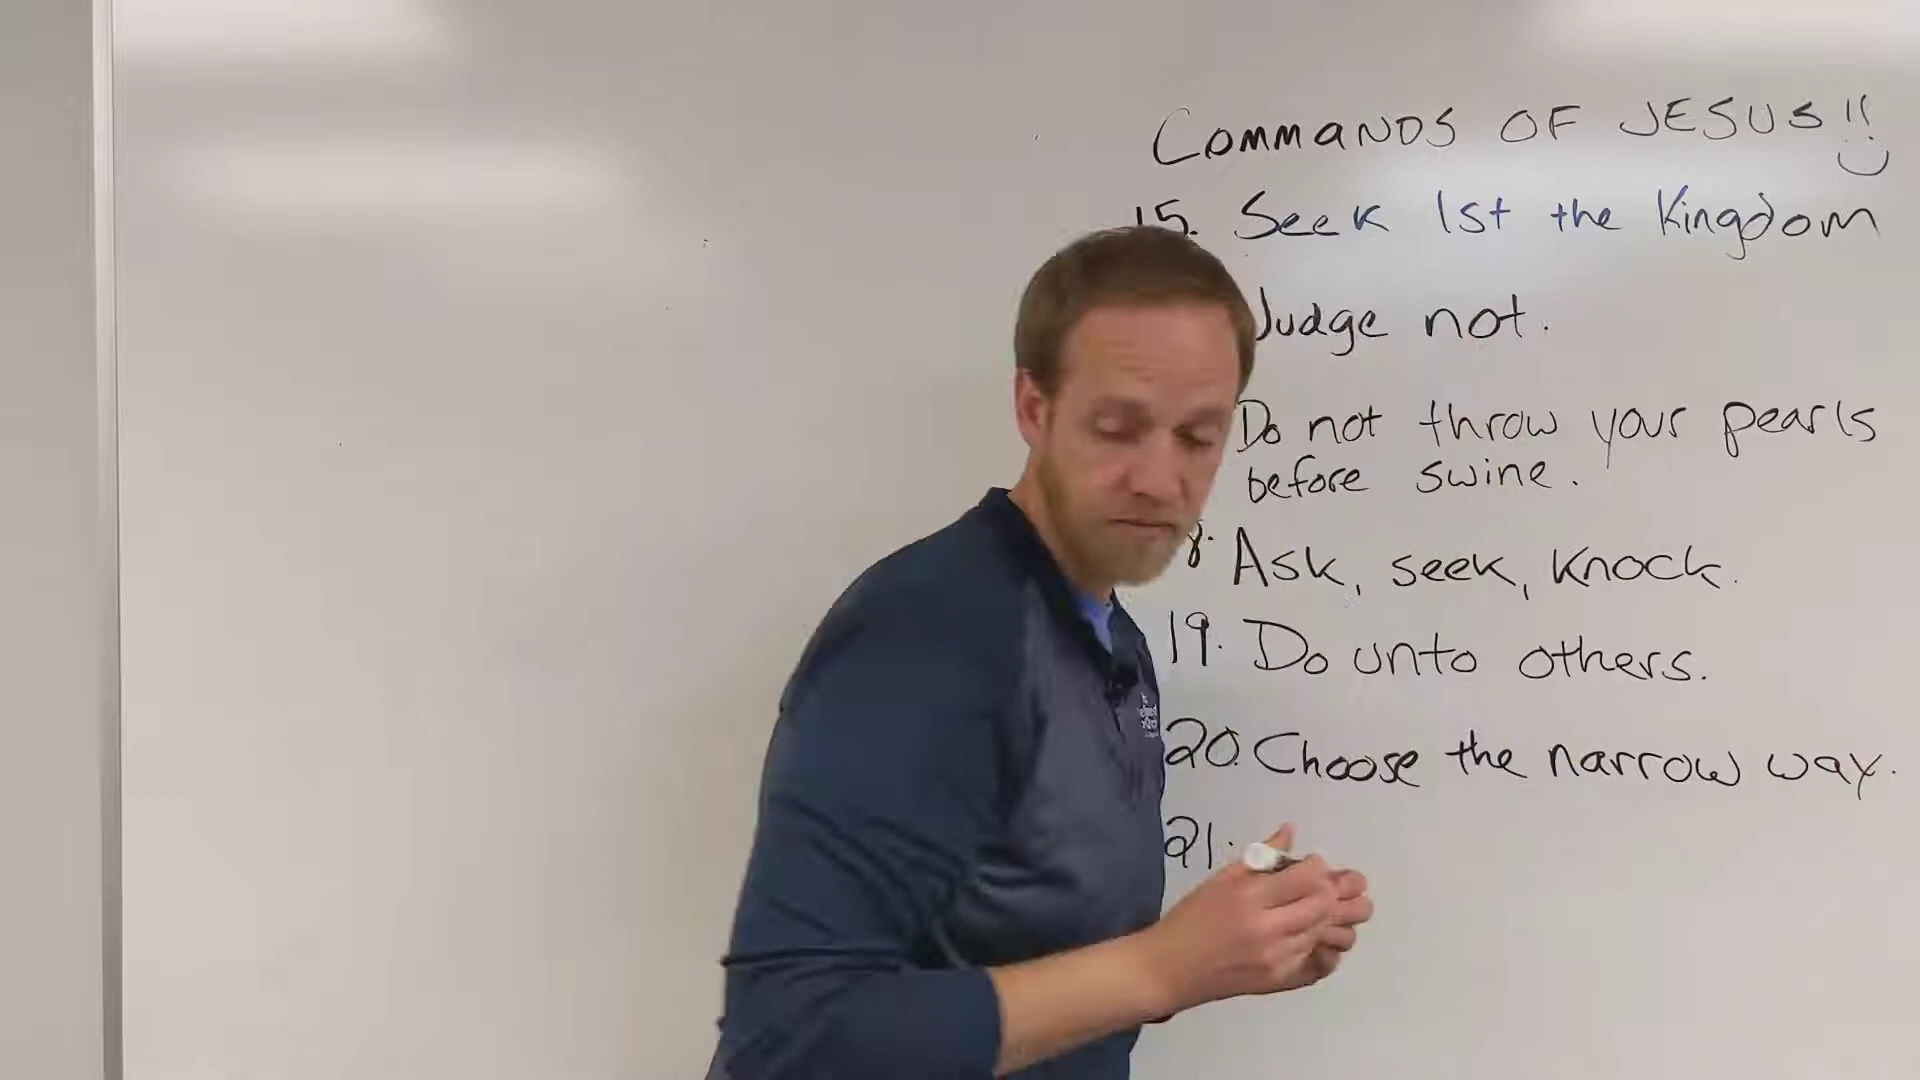 COMMANDS OF JESUS!!
15. Seek 1st the Kingdom
Judge not.
Do not throw your pearls
before swine.
8. Ask, seek, knock.
19. Do unto others.
20. Choose the narrow way.
21.